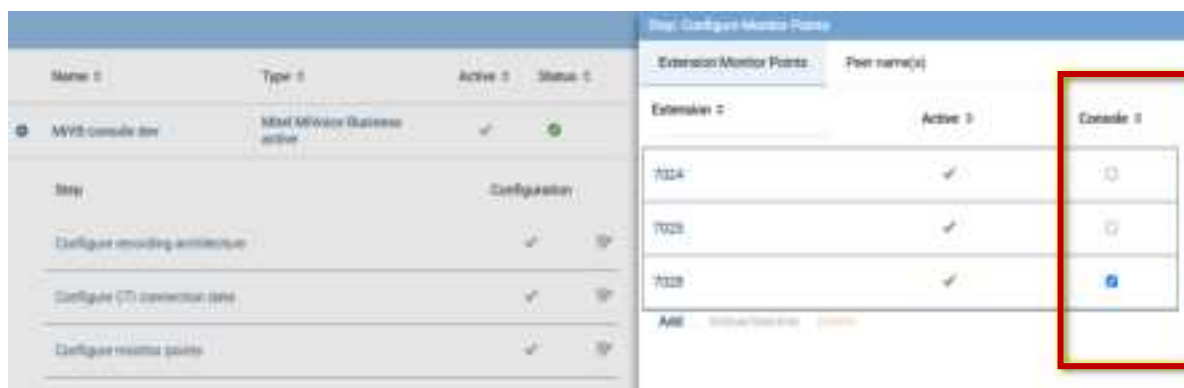 Step: Configure Monitor Points
Name Type Active Status
Extension Monitor Points Peer name(s)
MiVB console dev Mitel MiVoice Business active
Extension Active Console
7024
Step Configuration
7025
Configure recording architecture
Configure CTI connection data
7028
Add
Configure monitor points